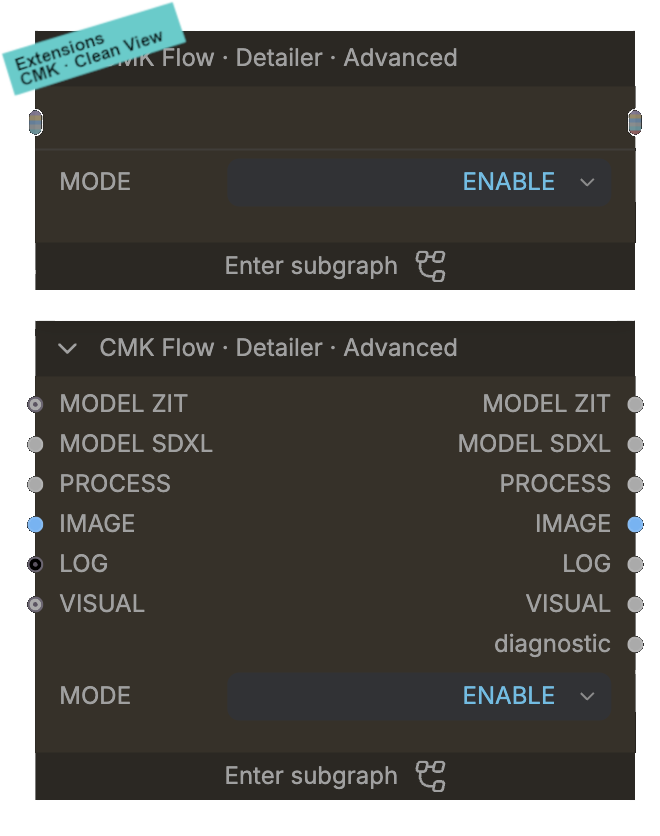 Extensions
CMK · Clean View
MK Flow · Detailer · Advanced
MODE ENABLE
Enter subgraph
CMK Flow · Detailer · Advanced
MODEL ZIT MODEL ZIT
MODEL SDXL MODEL SDXL
PROCESS PROCESS
IMAGE IMAGE
LOG LOG
VISUAL VISUAL
diagnostic
MODE ENABLE
Enter subgraph